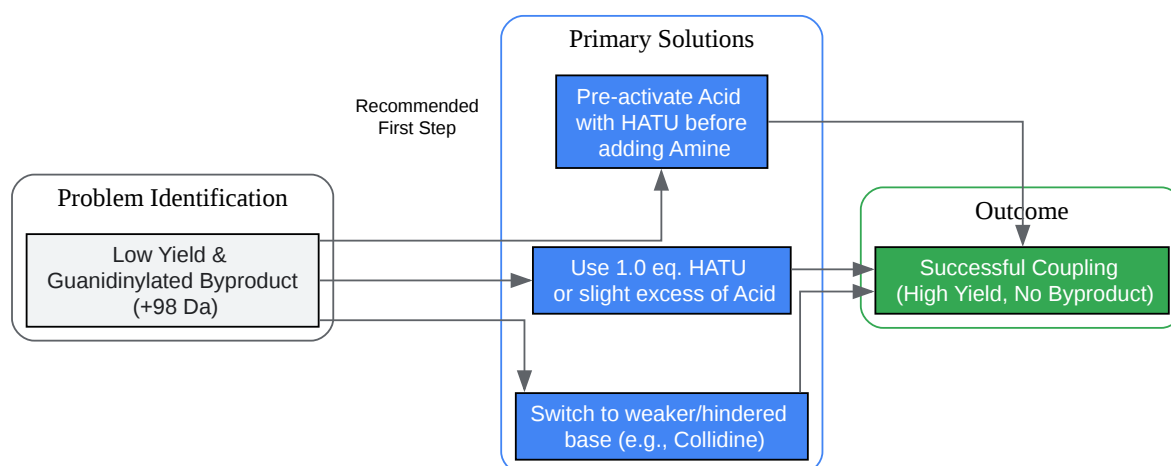 Primary Solutions
Recommended
First Step
Pre-activate Acid
with HATU before
adding Amine
Problem Identification
Low Yield &
Guanidinylated Byproduct
(+98 Da)
Use 1.0 eq. HATU
or slight excess of Acid
Outcome
Successful Coupling
(High Yield, No Byproduct)
Switch to weaker/hindered
base (e.g., Collidine)